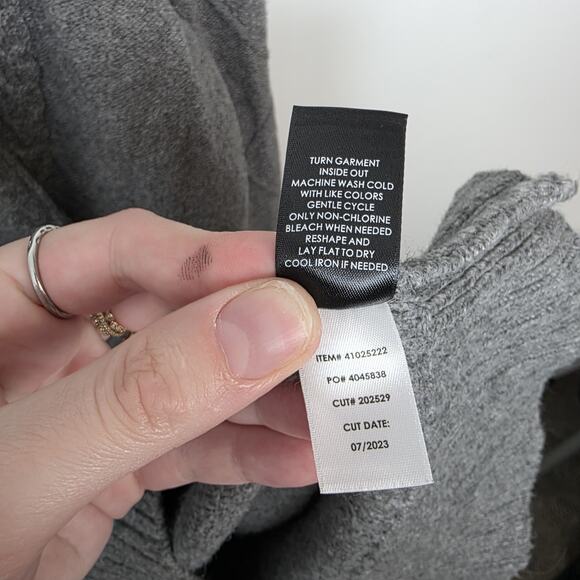 TURN GARMENT
INSIDE OUT
MACHINE WASH COLD
WITH LIKE COLORS
GENTLE CYCLE
ONLY NON-CHLORINE
BLEACH WHEN NEEDED
RESHAPE AND
LAY FLAT TO DRY
COOL IRON IF NEEDED
ITEM# 41025222
PO# 4045838
CUT# 202529
CUT DATE:
07/2023